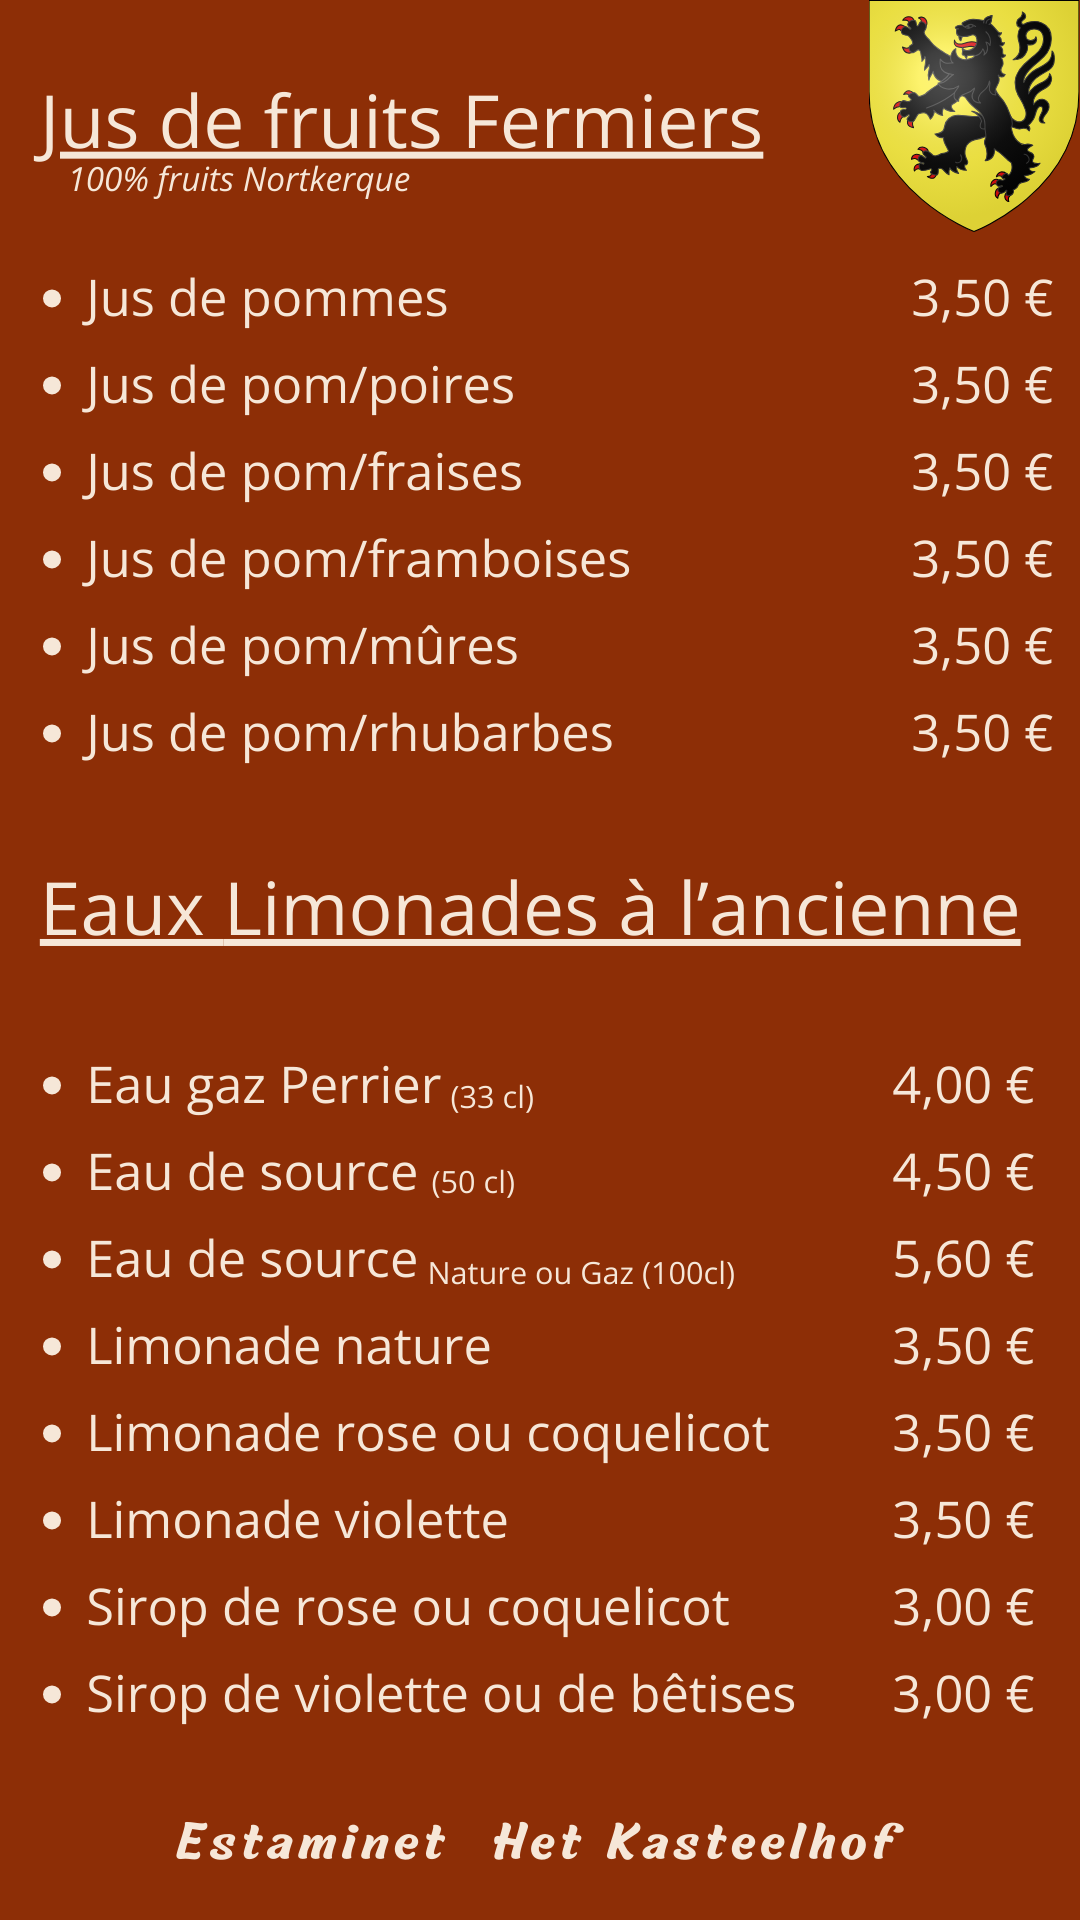 Jus de fruits Fermiers
100% fruits Nortkerque
• Jus de pommes 3,50 €
• Jus de pom/poires 3,50 €
• Jus de pom/fraises 3,50 €
• Jus de pom/framboises 3,50 €
• Jus de pom/mûres 3,50 €
• Jus de pom/rhubarbes 3,50 €
Eaux Limonades à l’ancienne
• Eau gaz Perrier (33 cl) 4,00 €
• Eau de source (50 cl) 4,50 €
• Eau de source Nature ou Gaz (100cl) 5,60 €
• Limonade nature 3,50 €
• Limonade rose ou coquelicot 3,50 €
• Limonade violette 3,50 €
• Sirop de rose ou coquelicot 3,00 €
• Sirop de violette ou de bêtises 3,00 €
Estaminet Het Kasteelhof